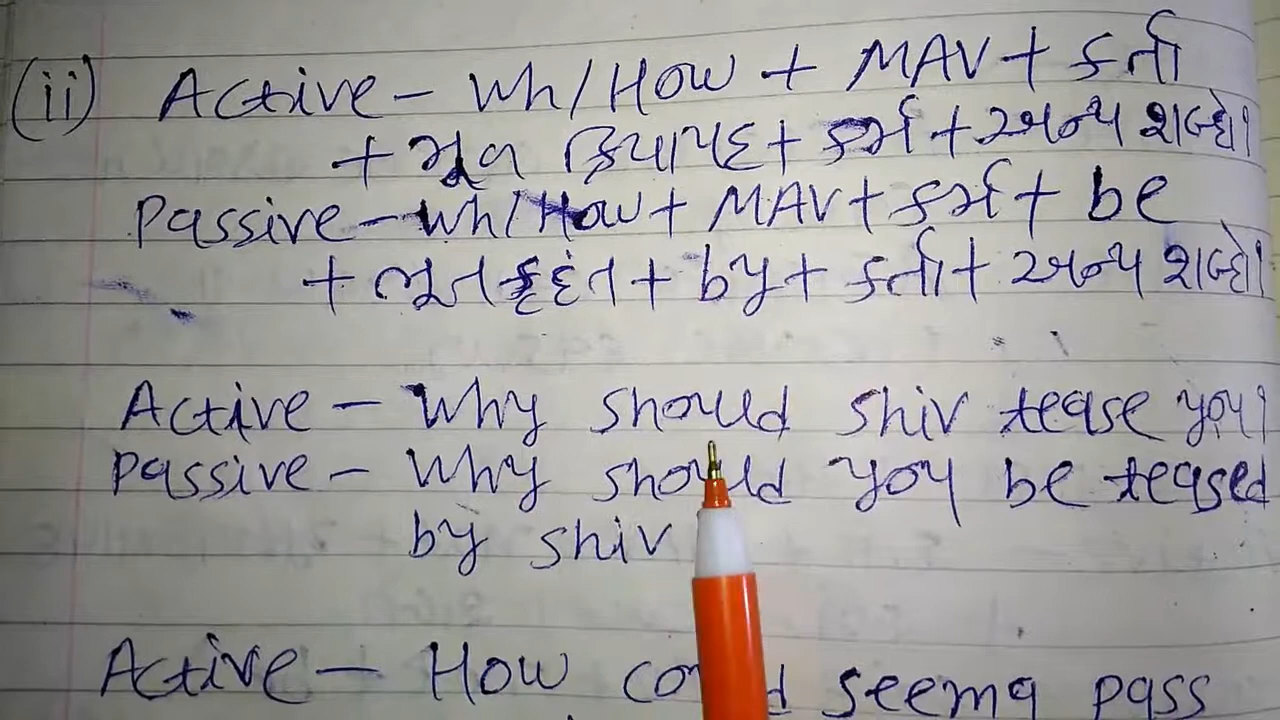 (ii) Active - Wh/How + MAV + કર્તા
+ મૂળ ક્રિયાપદ + કર્મ + અન્ય શબ્દો।
Passive - Wh/How + MAV + કર્મ + be
+ ભૂતકૃદંત + by + કર્તા + અન્ય શબ્દો।
Active - Why should shiv tease you?
Passive - Why should you be teased
by shiv
Active - How seema pass